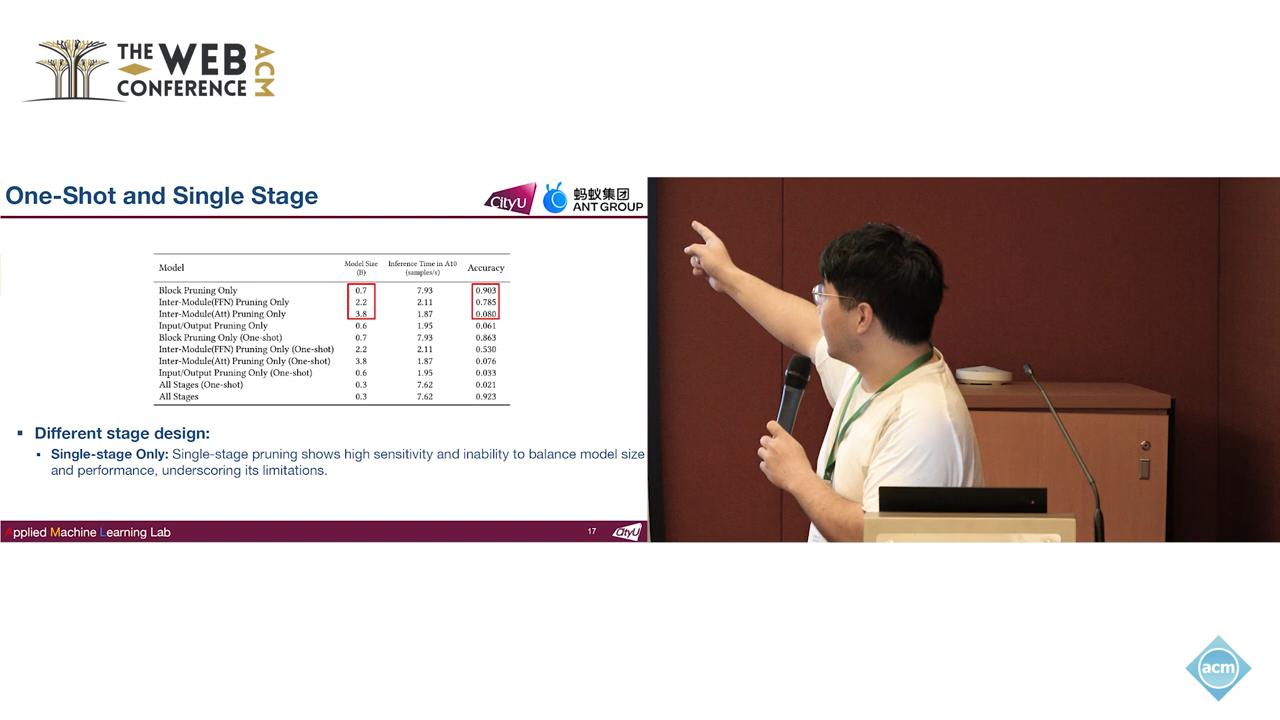 THE WEB
CONFERENCE
ACM
One-Shot and Single Stage
CityU
蚂蚁集团
ANT GROUP
Model Model Size (B) Inference Time in A10 (samples/s) Accuracy
Block Pruning Only 0.7 7.93 0.903
Inter-Module(FFN) Pruning Only 2.2 2.11 0.785
Inter-Module(Att) Pruning Only 3.8 1.87 0.080
Input/Output Pruning Only 0.6 1.95 0.061
Block Pruning Only (One-shot) 0.7 7.93 0.863
Inter-Module(FFN) Pruning Only (One-shot) 2.2 2.11 0.530
Inter-Module(Att) Pruning Only (One-shot) 3.8 1.87 0.076
Input/Output Pruning Only (One-shot) 0.6 1.95 0.033
All Stages (One-shot) 0.3 7.62 0.021
All Stages 0.3 7.62 0.923
▪ Different stage design:
▪ Single-stage Only: Single-stage pruning shows high sensitivity and inability to balance model size
and performance, underscoring its limitations.
Applied Machine Learning Lab
17
CityU
acm